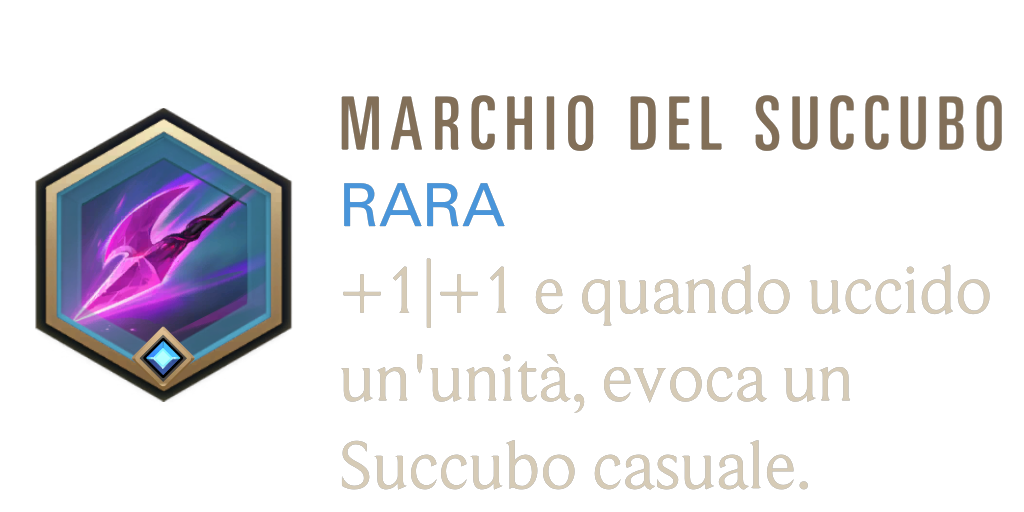 MARCHIO DEL SUCCUBO
RARA
+1|+1 e quando uccido
un'unità, evoca un
Succubo casuale.